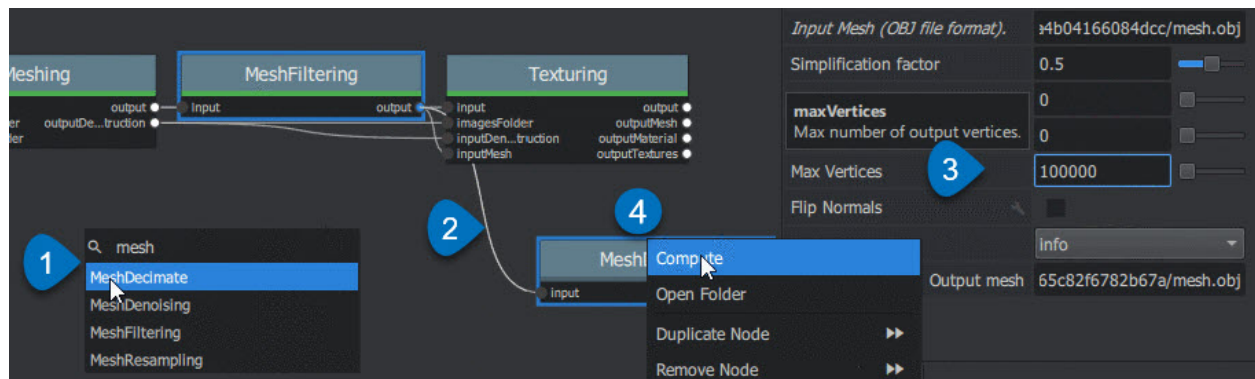 Meshing
output
er outputDe...truction
der
MeshFiltering
Input
output
Texturing
input
imagesFolder
inputDen...truction
inputMesh
output
outputMesh
outputMaterial
outputTextures
1
mesh
MeshDecimate
MeshDenoising
MeshFiltering
MeshResampling
2
4
input
Compute
Open Folder
Duplicate Node
Remove Node
Input Mesh (OBJ file format). e4b04166084dcc/mesh.obj
Simplification factor 0.5
0
maxVertices
Max number of output vertices. 0
3
Max Vertices 100000
Flip Normals
info
Output mesh 65c82f6782b67a/mesh.obj